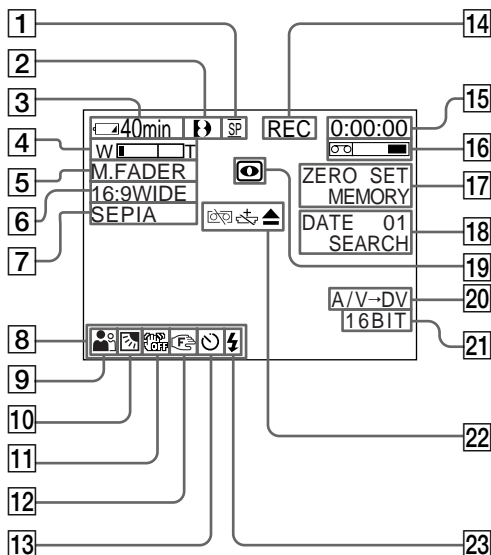 1
14
2
3
15
40min
SP
REC
0:00:00
4
W T
16
5
M.FADER
ZERO SET
MEMORY
17
6
16:9WIDE
7
SEPIA
DATE 01
SEARCH
18
19
A/V→DV
20
16BIT
21
8
F
OFF
9
10
22
11
12
13
23